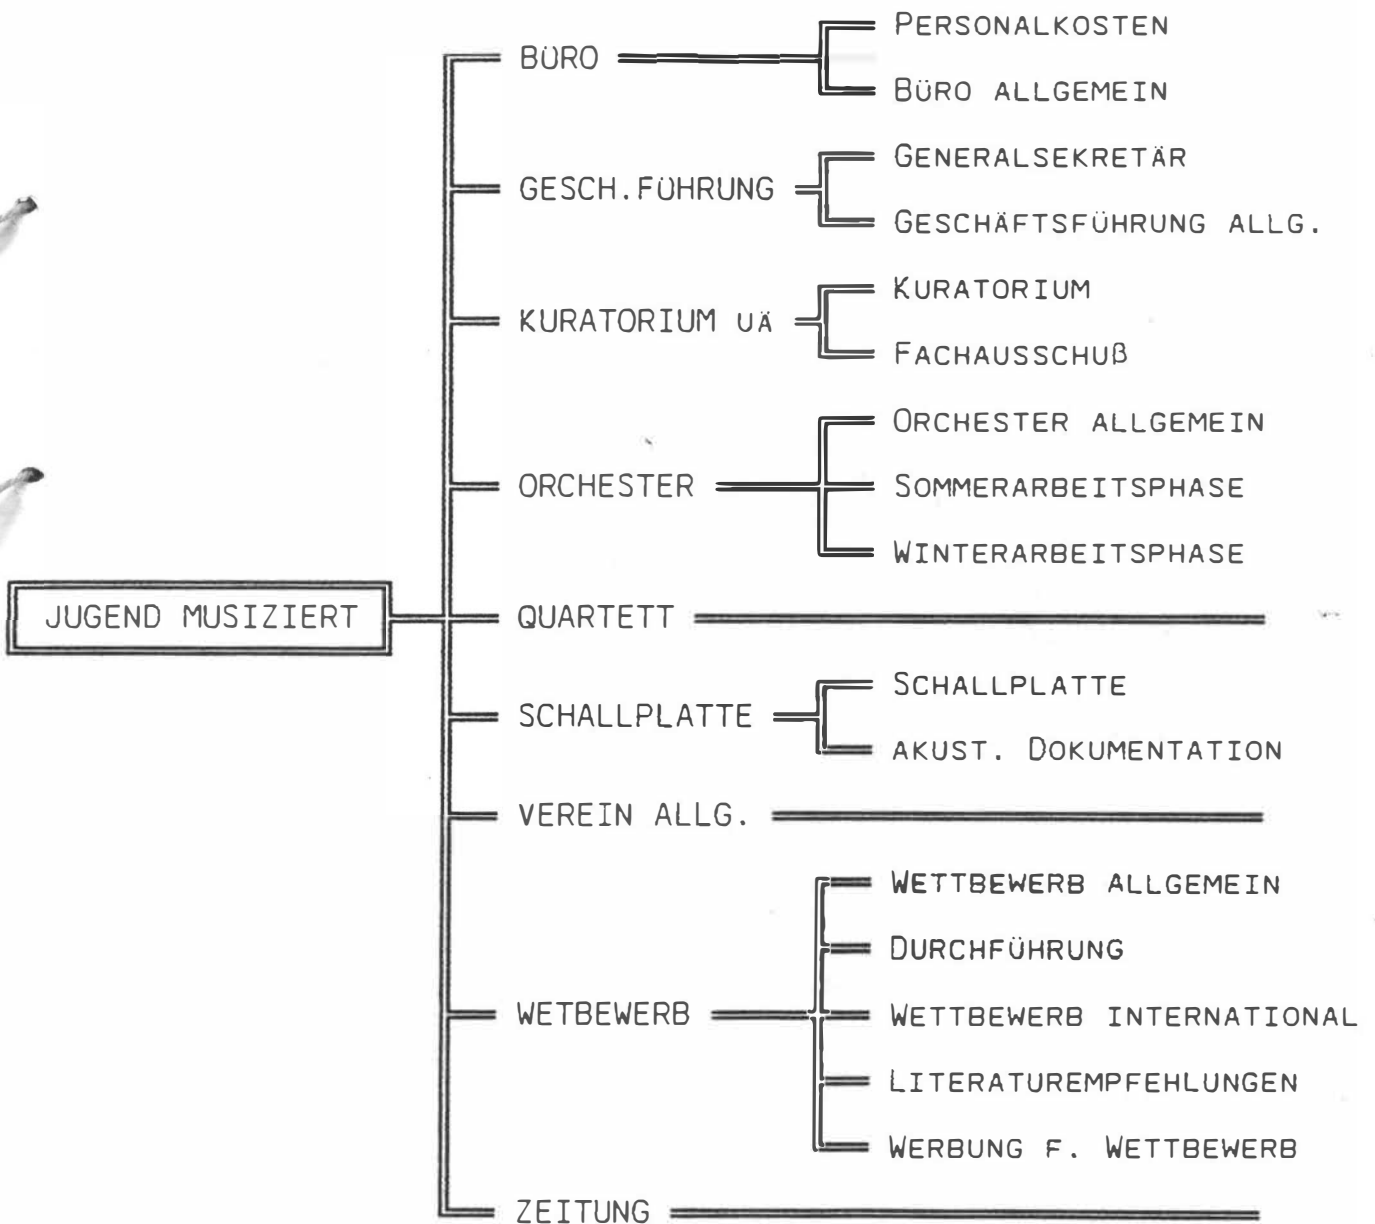 PERSONALKOSTEN
BÜRO
BÜRO ALLGEMEIN
GENERALSEKRETÄR
GESCH.FÜHRUNG
GESCHÄFTSFÜHRUNG ALLG.
KURATORIUM
KURATORIUM UÄ
FACHAUSSCHUß
ORCHESTER ALLGEMEIN
ORCHESTER
SOMMERARBEITSPHASE
WINTERARBEITSPHASE
JUGEND MUSIZIERT
QUARTETT
SCHALLPLATTE
SCHALLPLATTE
AKUST. DOKUMENTATION
VEREIN ALLG.
WETTBEWERB ALLGEMEIN
DURCHFÜHRUNG
WETBEWERB
WETTBEWERB INTERNATIONAL
LITERATUREMPFEHLUNGEN
WERBUNG F. WETTBEWERB
ZEITUNG